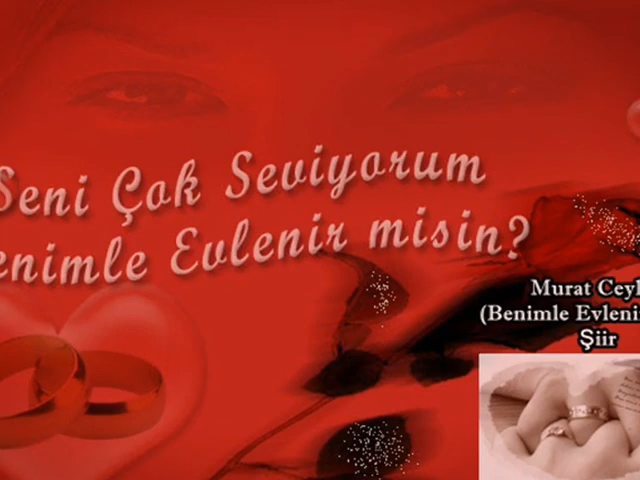 Seni Çok Seviyorum
enimle Evlenir misin?
Murat Ceyl
(Benimle Evleni
Şiir